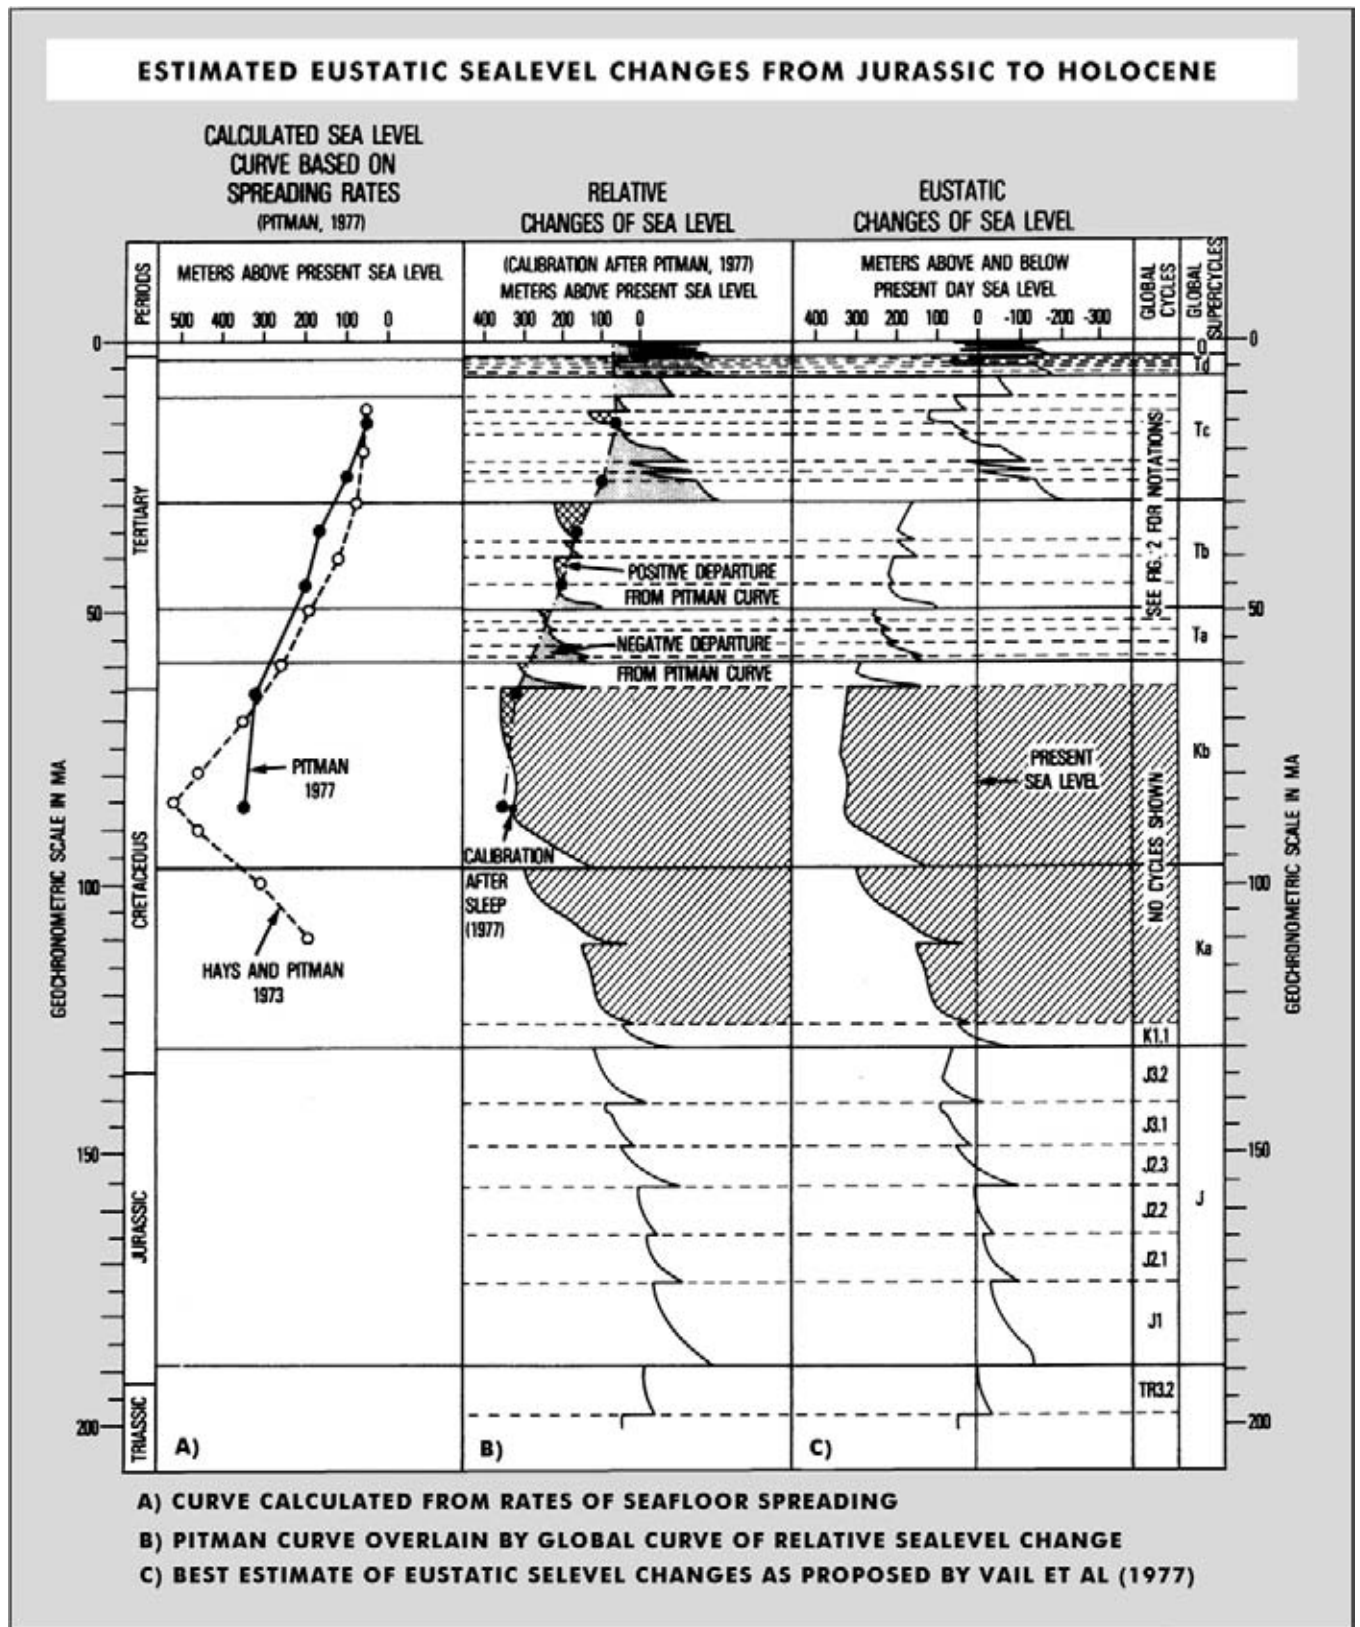 ESTIMATED EUSTATIC SEALEVEL CHANGES FROM JURASSIC TO HOLOCENE
CALCULATED SEA LEVEL
CURVE BASED ON
SPREADING RATES
(PITMAN, 1977)
RELATIVE
CHANGES OF SEA LEVEL
EUSTATIC
CHANGES OF SEA LEVEL
PERIODS
METERS ABOVE PRESENT SEA LEVEL
500 400 300 200 100 0
(CALIBRATION AFTER PITMAN, 1977)
METERS ABOVE PRESENT SEA LEVEL
400 300 200 100 0
METERS ABOVE AND BELOW
PRESENT DAY SEA LEVEL
400 300 200 100 0 -100 -200 -300
GLOBAL
CYCLES
GLOBAL
SUPERCYCLES
GEOCHRONOMETRIC SCALE IN MA
0
50
100
150
200
TERTIARY
CRETACEOUS
JURASSIC
TRIASSIC
PITMAN
1977
HAYS AND PITMAN
1973
A)
POSITIVE DEPARTURE
FROM PITMAN CURVE
NEGATIVE DEPARTURE
FROM PITMAN CURVE
CALIBRATION
AFTER
SLEEP
(1977)
B)
PRESENT
SEA LEVEL
C)
SEE FIG. 2 FOR NOTATIONS
NO CYCLES SHOWN
K1.1
J3.2
J3.1
J2.3
J2.2
J2.1
J1
TR3.2
Q
Td
Tc
Tb
Ta
Kb
Ka
J
0
50
100
150
200
GEOCHRONOMETRIC SCALE IN MA
A) CURVE CALCULATED FROM RATES OF SEAFLOOR SPREADING
B) PITMAN CURVE OVERLAIN BY GLOBAL CURVE OF RELATIVE SEALEVEL CHANGE
C) BEST ESTIMATE OF EUSTATIC SELEVEL CHANGES AS PROPOSED BY VAIL ET AL (1977)